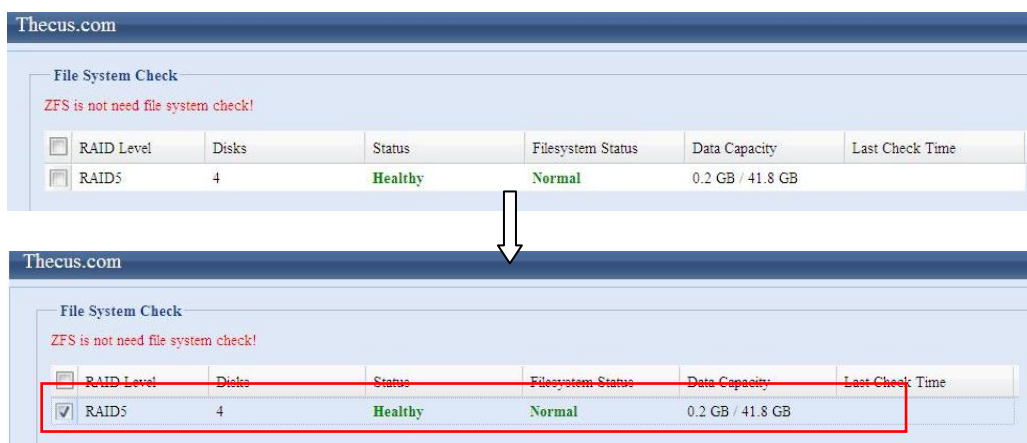 Thecus.com
File System Check
ZFS is not need file system check!
RAID Level Disks Status Filesystem Status Data Capacity Last Check Time
RAID5 4 Healthy Normal 0.2 GB / 41.8 GB
Thecus.com
File System Check
ZFS is not need file system check!
RAID Level Disks Status Filesystem Status Data Capacity Last Check Time
RAID5 4 Healthy Normal 0.2 GB / 41.8 GB